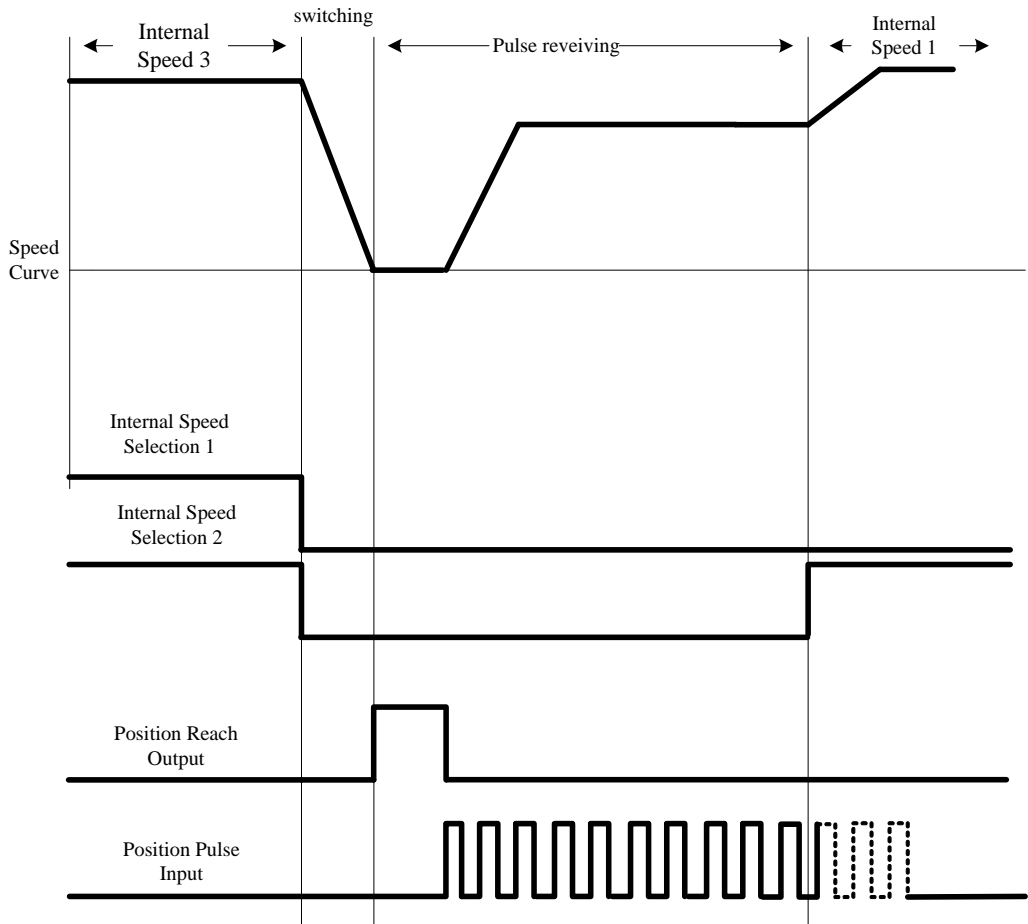 switching
Internal
Speed 3
Pulse reveiving
Internal
Speed 1
Speed
Curve
Internal Speed
Selection 1
Internal Speed
Selection 2
Position Reach
Output
Position Pulse
Input